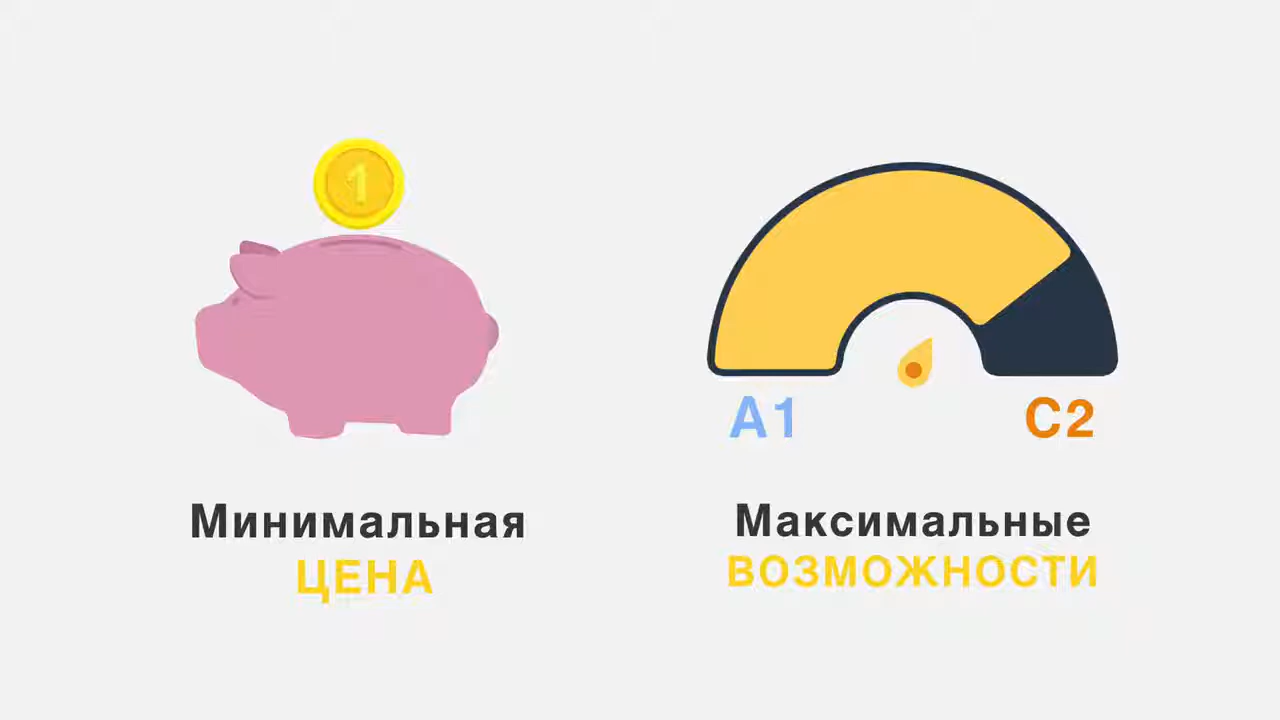 1
A1
C2
Минимальная
ЦЕНА
Максимальные
ВОЗМОЖНОСТИ